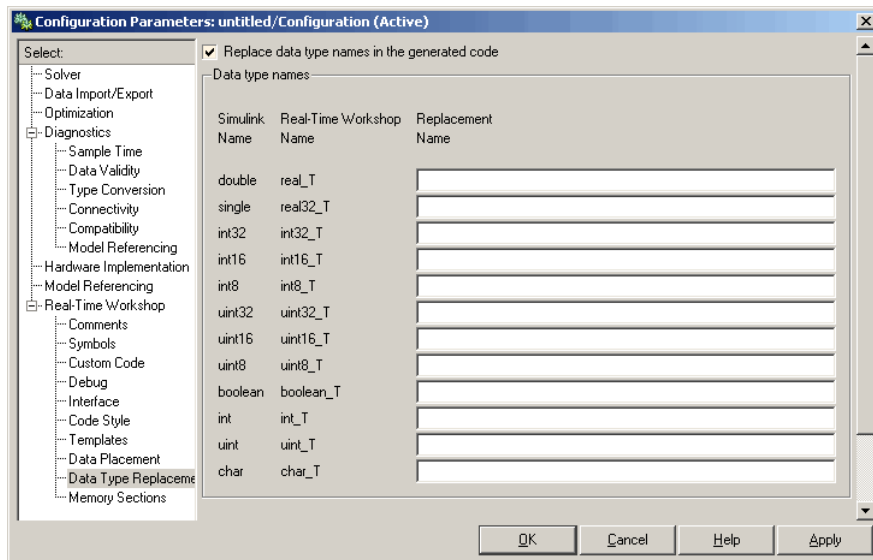 Configuration Parameters: untitled/Configuration (Active)
Select:
Solver
Data Import/Export
Optimization
Diagnostics
Sample Time
Data Validity
Type Conversion
Connectivity
Compatibility
Model Referencing
Hardware Implementation
Model Referencing
Real-Time Workshop
Comments
Symbols
Custom Code
Debug
Interface
Code Style
Templates
Data Placement
Data Type Replaceme
Memory Sections
Replace data type names in the generated code
Data type names
Simulink Name Real-Time Workshop Name Replacement Name
double real_T
single real32_T
int32 int32_T
int16 int16_T
int8 int8_T
uint32 uint32_T
uint16 uint16_T
uint8 uint8_T
boolean boolean_T
int int_T
uint uint_T
char char_T
OK Cancel Help Apply